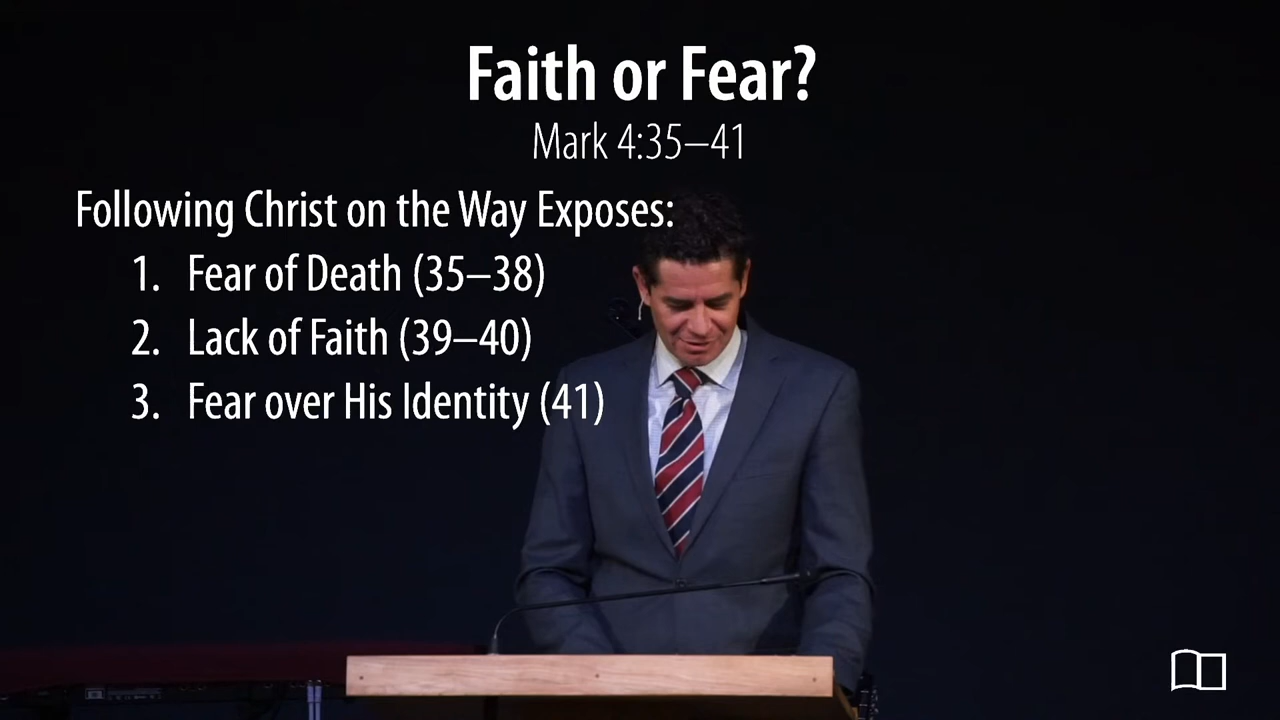 Faith or Fear?
Mark 4:35–41
Following Christ on the Way Exposes:
1. Fear of Death (35–38)
2. Lack of Faith (39–40)
3. Fear over His Identity (41)